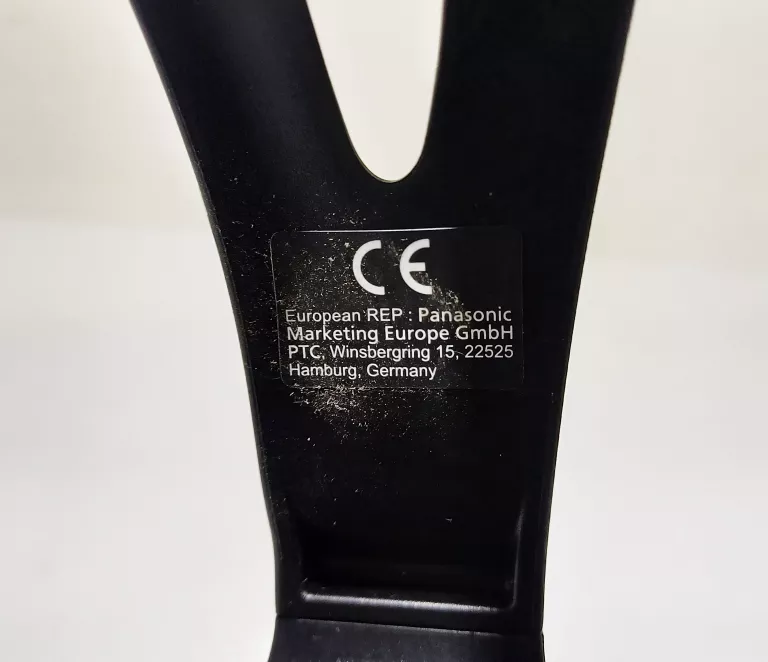 CE
European REP : Panasonic
Marketing Europe GmbH
PTC, Winsbergring 15, 22525
Hamburg, Germany